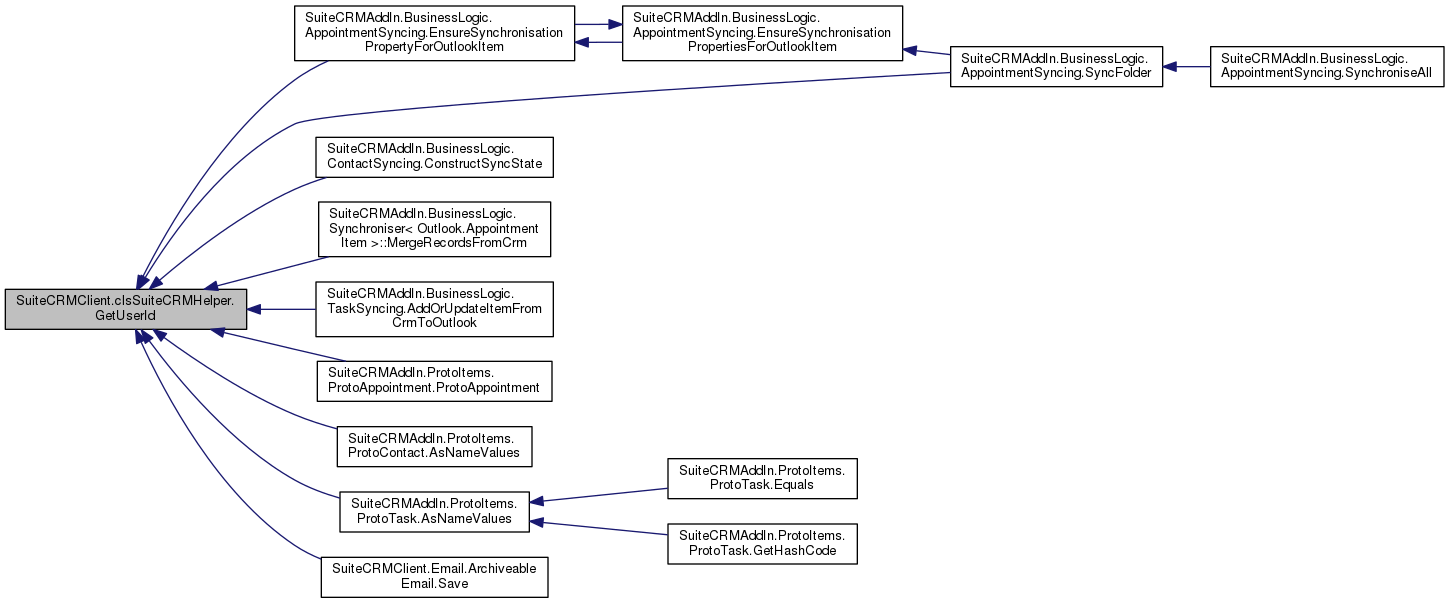 SuiteCRMAddIn.BusinessLogic.
AppointmentSyncing.EnsureSynchronisation
PropertyForOutlookItem
SuiteCRMAddIn.BusinessLogic.
AppointmentSyncing.EnsureSynchronisation
PropertiesForOutlookItem
SuiteCRMAddIn.BusinessLogic.
AppointmentSyncing.SyncFolder
SuiteCRMAddIn.BusinessLogic.
AppointmentSyncing.SynchroniseAll
SuiteCRMAddIn.BusinessLogic.
ContactSyncing.ConstructSyncState
SuiteCRMAddIn.BusinessLogic.
Synchroniser< Outlook.Appointment
Item >::MergeRecordsFromCrm
SuiteCRMClient.clsSuiteCRMHelper.
GetUserId
SuiteCRMAddIn.BusinessLogic.
TaskSyncing.AddOrUpdateItemFrom
CrmToOutlook
SuiteCRMAddIn.ProtoItems.
ProtoAppointment.ProtoAppointment
SuiteCRMAddIn.ProtoItems.
ProtoContact.AsNameValues
SuiteCRMAddIn.ProtoItems.
ProtoTask.AsNameValues
SuiteCRMAddIn.ProtoItems.
ProtoTask.Equals
SuiteCRMAddIn.ProtoItems.
ProtoTask.GetHashCode
SuiteCRMClient.Email.Archiveable
Email.Save